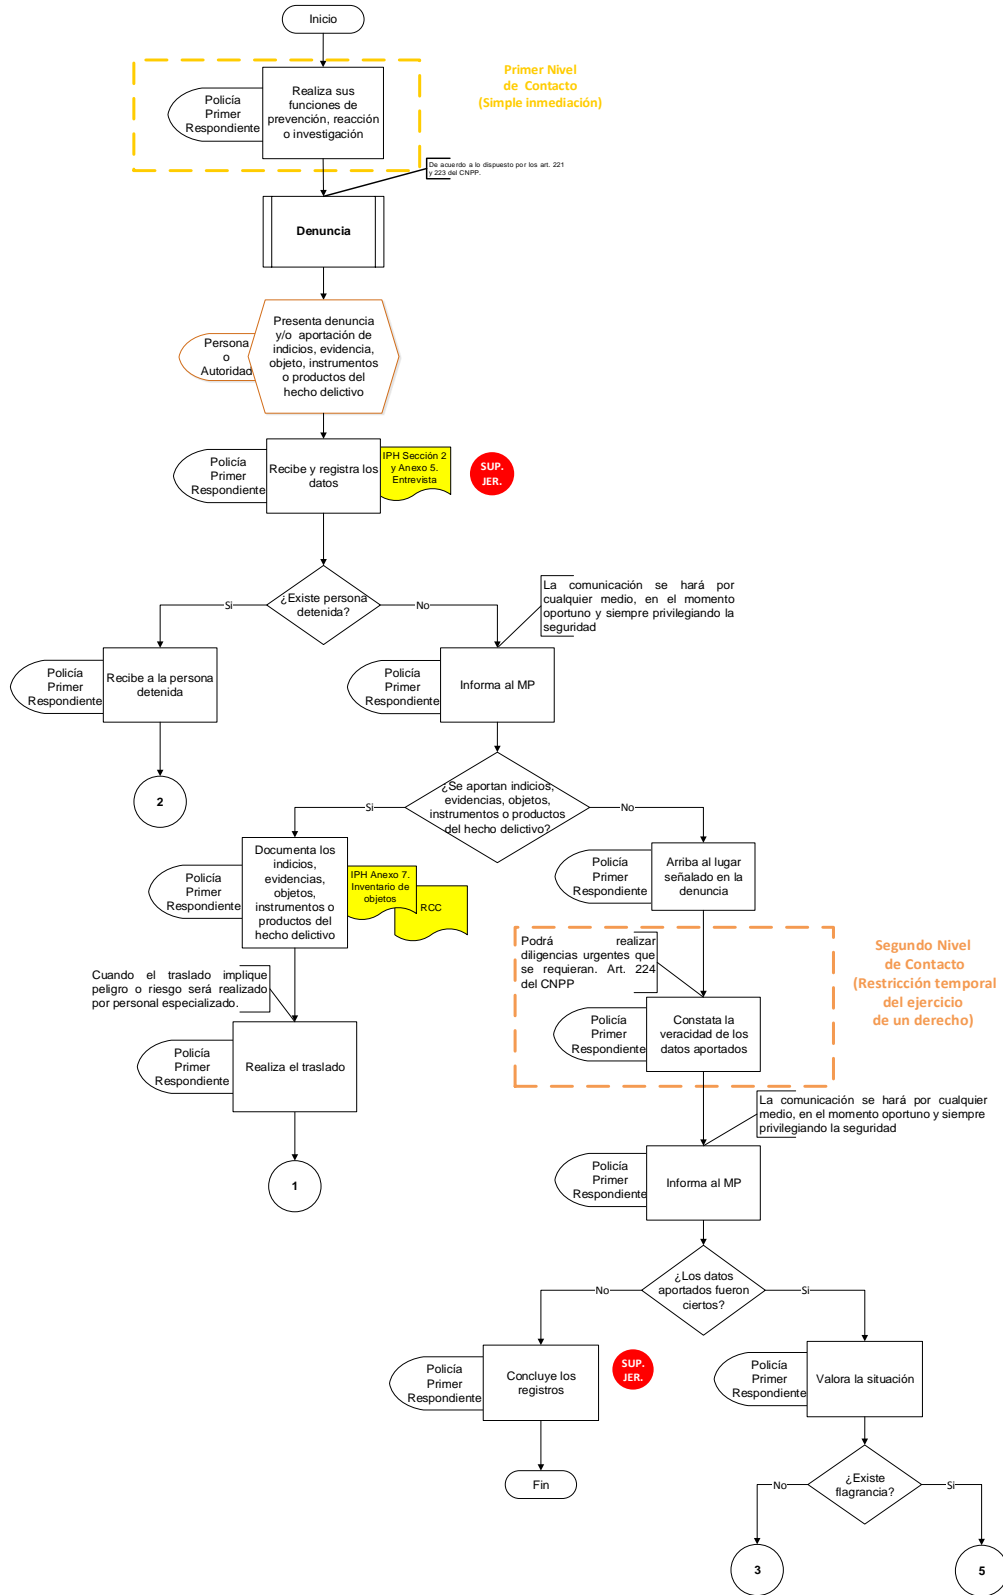 Inicio
Primer Nivel
de Contacto
(Simple inmediación)
Policía
Primer
Respondiente
Realiza sus
funciones de
prevención, reacción
o investigación
De acuerdo a lo dispuesto por los art. 221
y 223 del CNPP.
Denuncia
Persona
o
Autoridad
Presenta denuncia
y/o aportación de
indicios, evidencia,
objeto, instrumentos
o productos del
hecho delictivo
Policía
Primer
Respondiente
Recibe y registra los
datos
IPH Sección 2
y Anexo 5.
Entrevista
SUP.
JER.
¿Existe persona
detenida?
Si
No
La comunicación se hará por
cualquier medio, en el momento
oportuno y siempre privilegiando la
seguridad
Policía
Primer
Respondiente
Recibe a la persona
detenida
Policía
Primer
Respondiente
Informa al MP
2
¿Se aportan indicios,
evidencias, objetos,
instrumentos o productos
del hecho delictivo?
Si
No
Policía
Primer
Respondiente
Documenta los
indicios,
evidencias,
objetos,
instrumentos o
productos del
hecho delictivo
IPH Anexo 7.
Inventario de
objetos
RCC
Policía
Primer
Respondiente
Arriba al lugar
señalado en la
denuncia
Podrá realizar
diligencias urgentes que
se requieran. Art. 224
del CNPP
Segundo Nivel
de Contacto
(Restricción temporal
del ejercicio
de un derecho)
Cuando el traslado implique
peligro o riesgo será realizado
por personal especializado.
Policía
Primer
Respondiente
Constata la
veracidad de los
datos aportados
Policía
Primer
Respondiente
Realiza el traslado
La comunicación se hará por cualquier
medio, en el momento oportuno y siempre
privilegiando la seguridad
1
Policía
Primer
Respondiente
Informa al MP
¿Los datos
aportados fueron
ciertos?
No
Si
Policía
Primer
Respondiente
Concluye los
registros
SUP.
JER.
Policía
Primer
Respondiente
Valora la situación
Fin
¿Existe
flagrancia?
No
Si
3
5